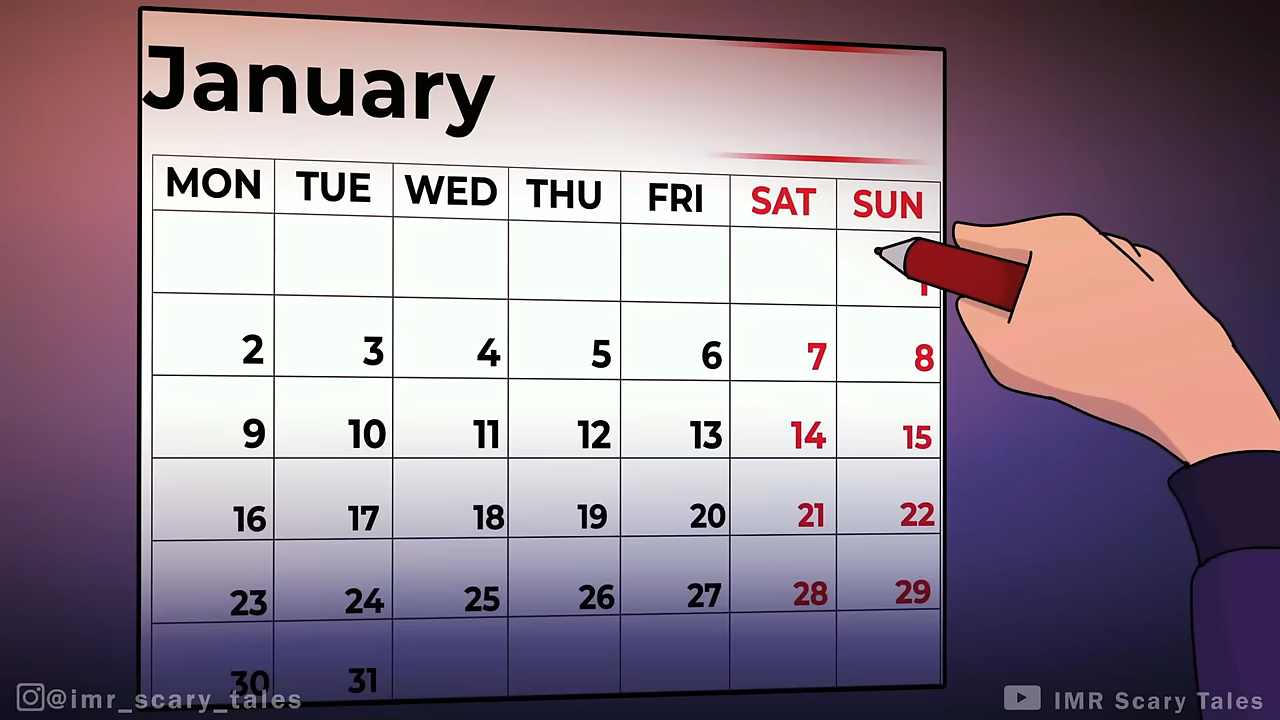 January
MON TUE WED THU FRI SAT SUN
1
2 3 4 5 6 7 8
9 10 11 12 13 14 15
16 17 18 19 20 21 22
23 24 25 26 27 28 29
30 31
@imr_scary_tales
IMR Scary Tales